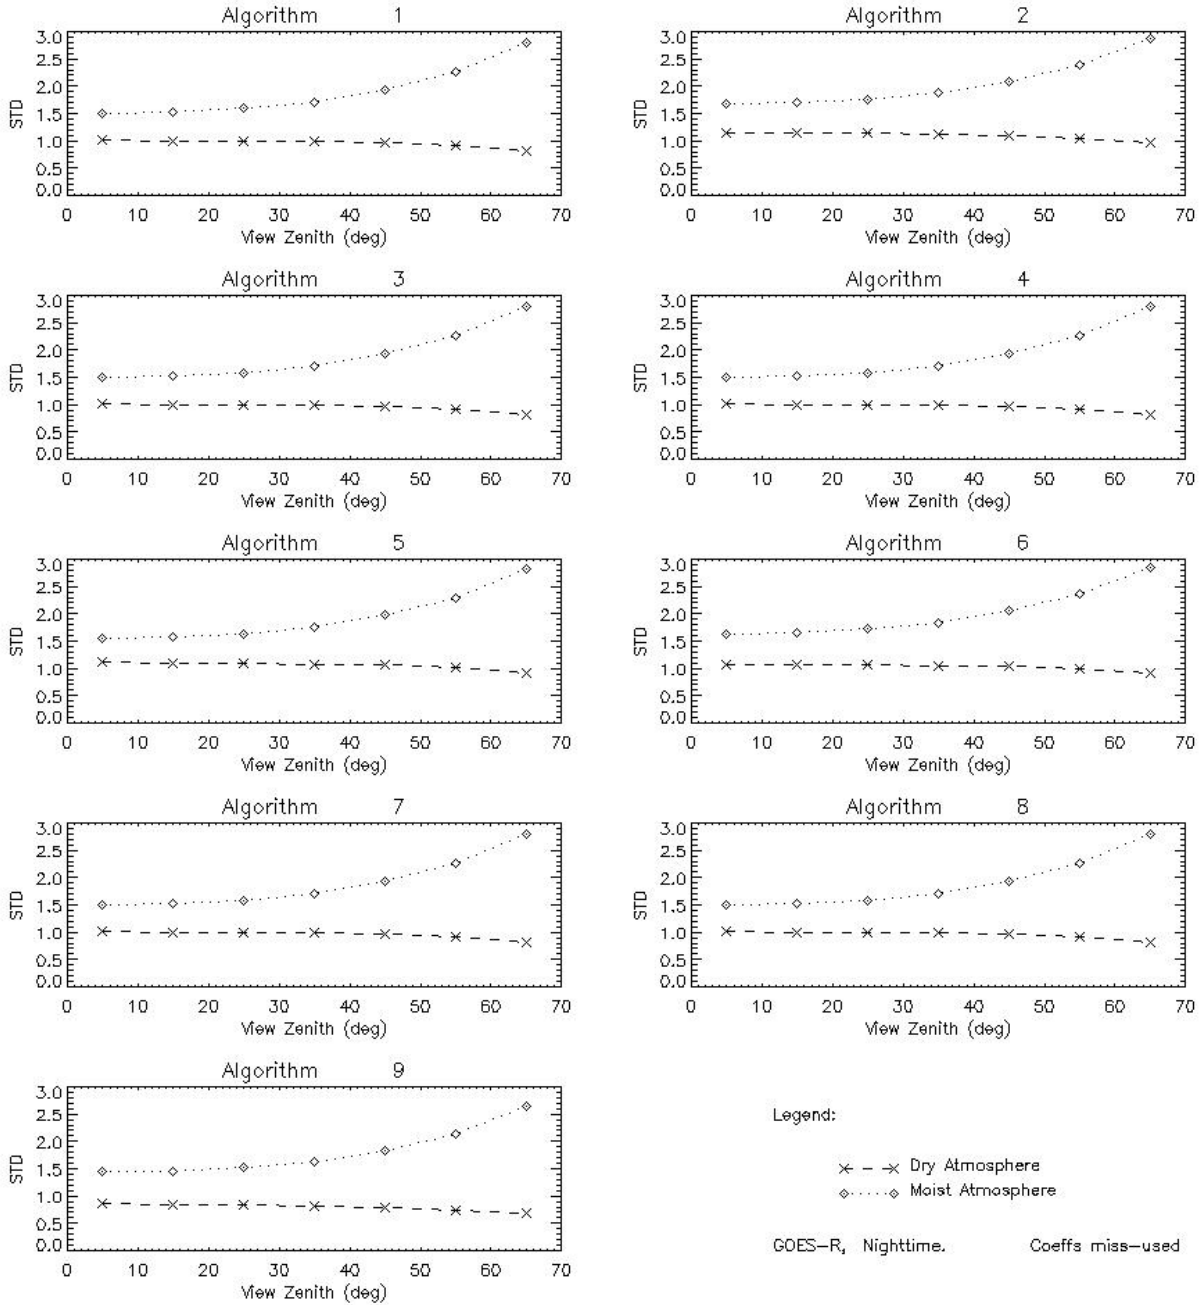 Algorithm 1
3.0
2.5
2.0
1.5
1.0
0.5
0.0
STD
0 10 20 30 40 50 60 70
View Zenith (deg)
Algorithm 2
3.0
2.5
2.0
1.5
1.0
0.5
0.0
STD
0 10 20 30 40 50 60 70
View Zenith (deg)
Algorithm 3
3.0
2.5
2.0
1.5
1.0
0.5
0.0
STD
0 10 20 30 40 50 60 70
View Zenith (deg)
Algorithm 4
3.0
2.5
2.0
1.5
1.0
0.5
0.0
STD
0 10 20 30 40 50 60 70
View Zenith (deg)
Algorithm 5
3.0
2.5
2.0
1.5
1.0
0.5
0.0
STD
0 10 20 30 40 50 60 70
View Zenith (deg)
Algorithm 6
3.0
2.5
2.0
1.5
1.0
0.5
0.0
STD
0 10 20 30 40 50 60 70
View Zenith (deg)
Algorithm 7
3.0
2.5
2.0
1.5
1.0
0.5
0.0
STD
0 10 20 30 40 50 60 70
View Zenith (deg)
Algorithm 8
3.0
2.5
2.0
1.5
1.0
0.5
0.0
STD
0 10 20 30 40 50 60 70
View Zenith (deg)
Algorithm 9
3.0
2.5
2.0
1.5
1.0
0.5
0.0
STD
0 10 20 30 40 50 60 70
View Zenith (deg)
Legend:
Dry Atmosphere
Moist Atmosphere
GOES-R, Nighttime. Coeffs miss-used